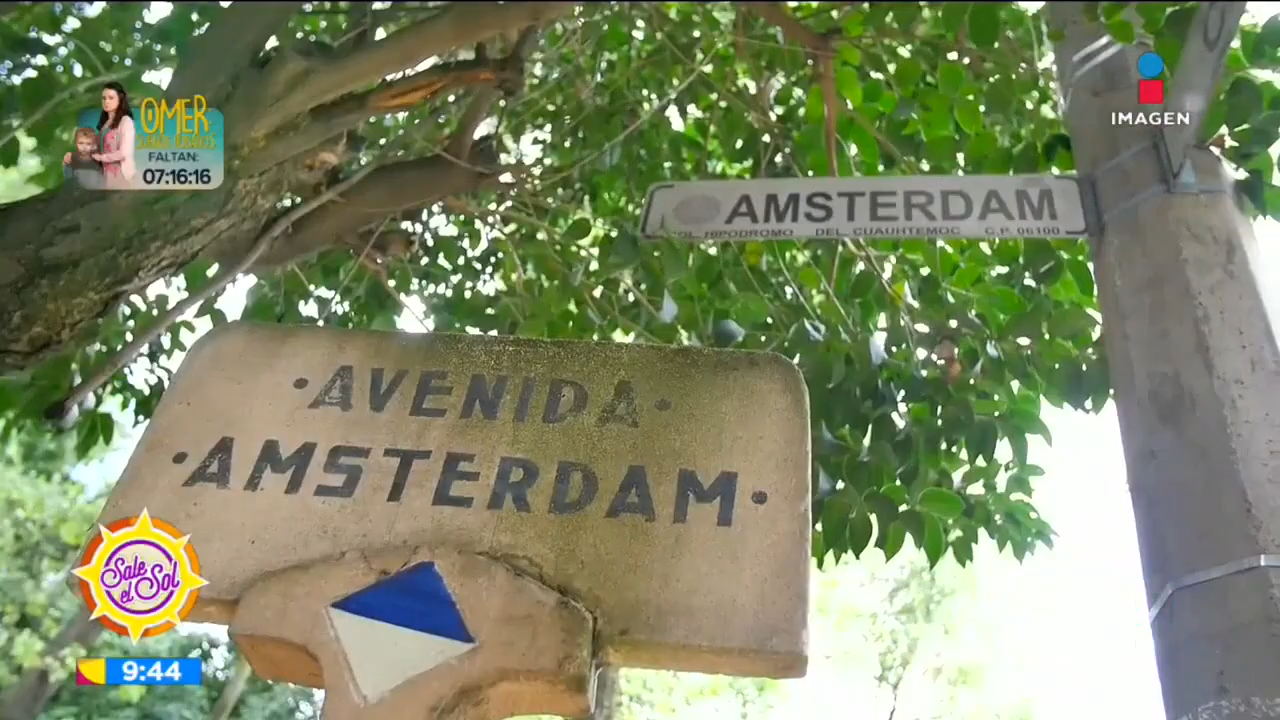 OMER
FALTAN:
07:16:16
IMAGEN
AMSTERDAM
HIPODROMO DEL CUAUHTEMOC C.P. 06100
·AVENIDA·
·AMSTERDAM·
Sale
el Sol
9:44